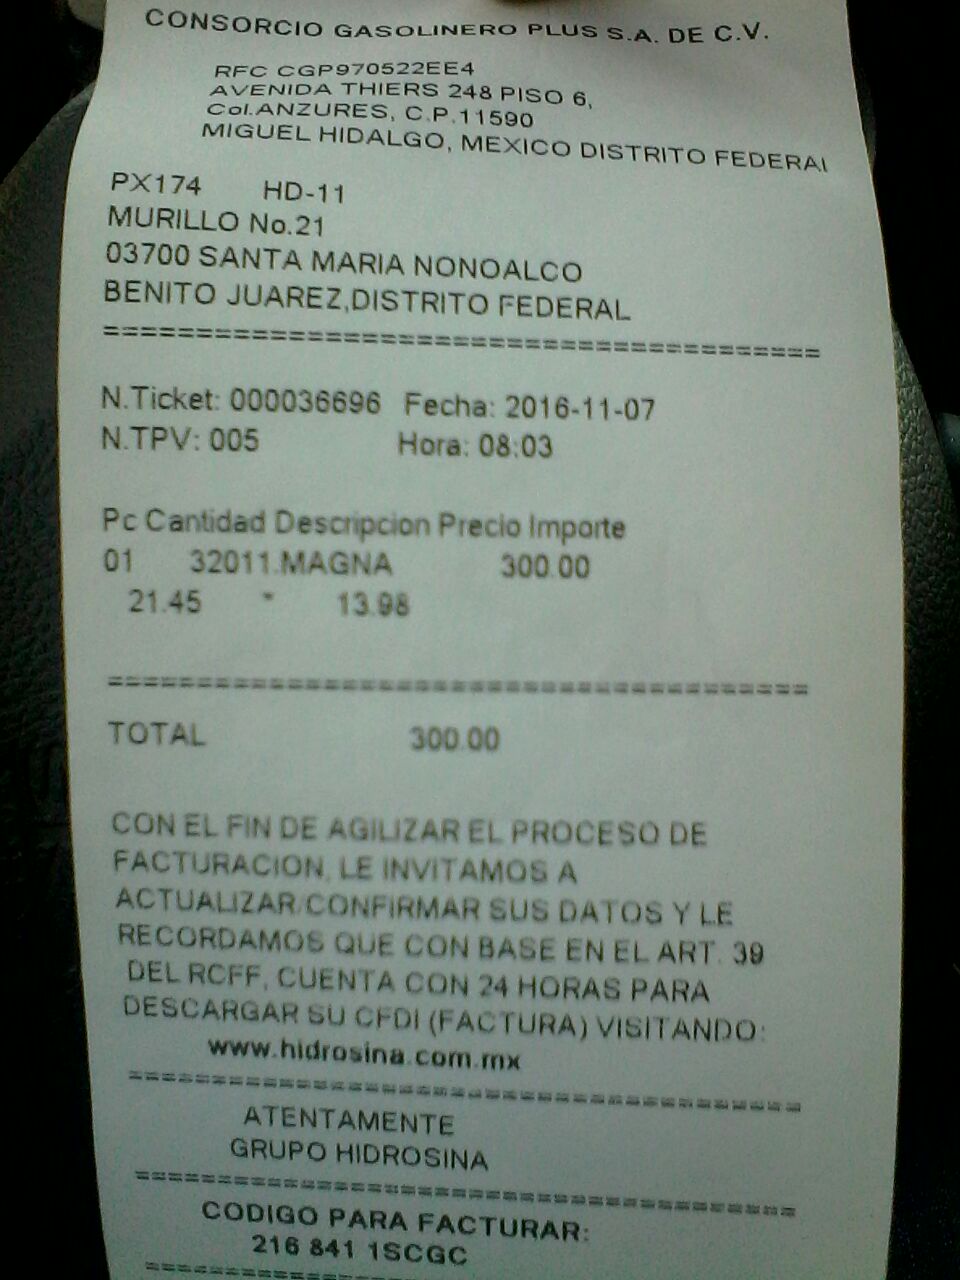 CONSORCIO GASOLINERO PLUS S.A. DE C.V.
RFC CGP970522EE4
AVENIDA THIERS 248 PISO 6,
Col.ANZURES, C.P.11590
MIGUEL HIDALGO, MEXICO DISTRITO FEDERAL
PX174 HD-11
MURILLO No.21
03700 SANTA MARIA NONOALCO
BENITO JUAREZ,DISTRITO FEDERAL
=======================================
N.Ticket: 000036696 Fecha: 2016-11-07
N.TPV: 005 Hora: 08:03
Pc Cantidad Descripcion Precio Importe
01 32011.MAGNA 300.00
21.45 * 13.98
=======================================
TOTAL 300.00
CON EL FIN DE AGILIZAR EL PROCESO DE
FACTURACION, LE INVITAMOS A
ACTUALIZAR/CONFIRMAR SUS DATOS Y LE
RECORDAMOS QUE CON BASE EN EL ART. 39
DEL RCFF, CUENTA CON 24 HORAS PARA
DESCARGAR SU CFDI (FACTURA) VISITANDO:
www.hidrosina.com.mx
=======================================
ATENTAMENTE
GRUPO HIDROSINA
=======================================
CODIGO PARA FACTURAR:
216 841 1SCGC
=======================================